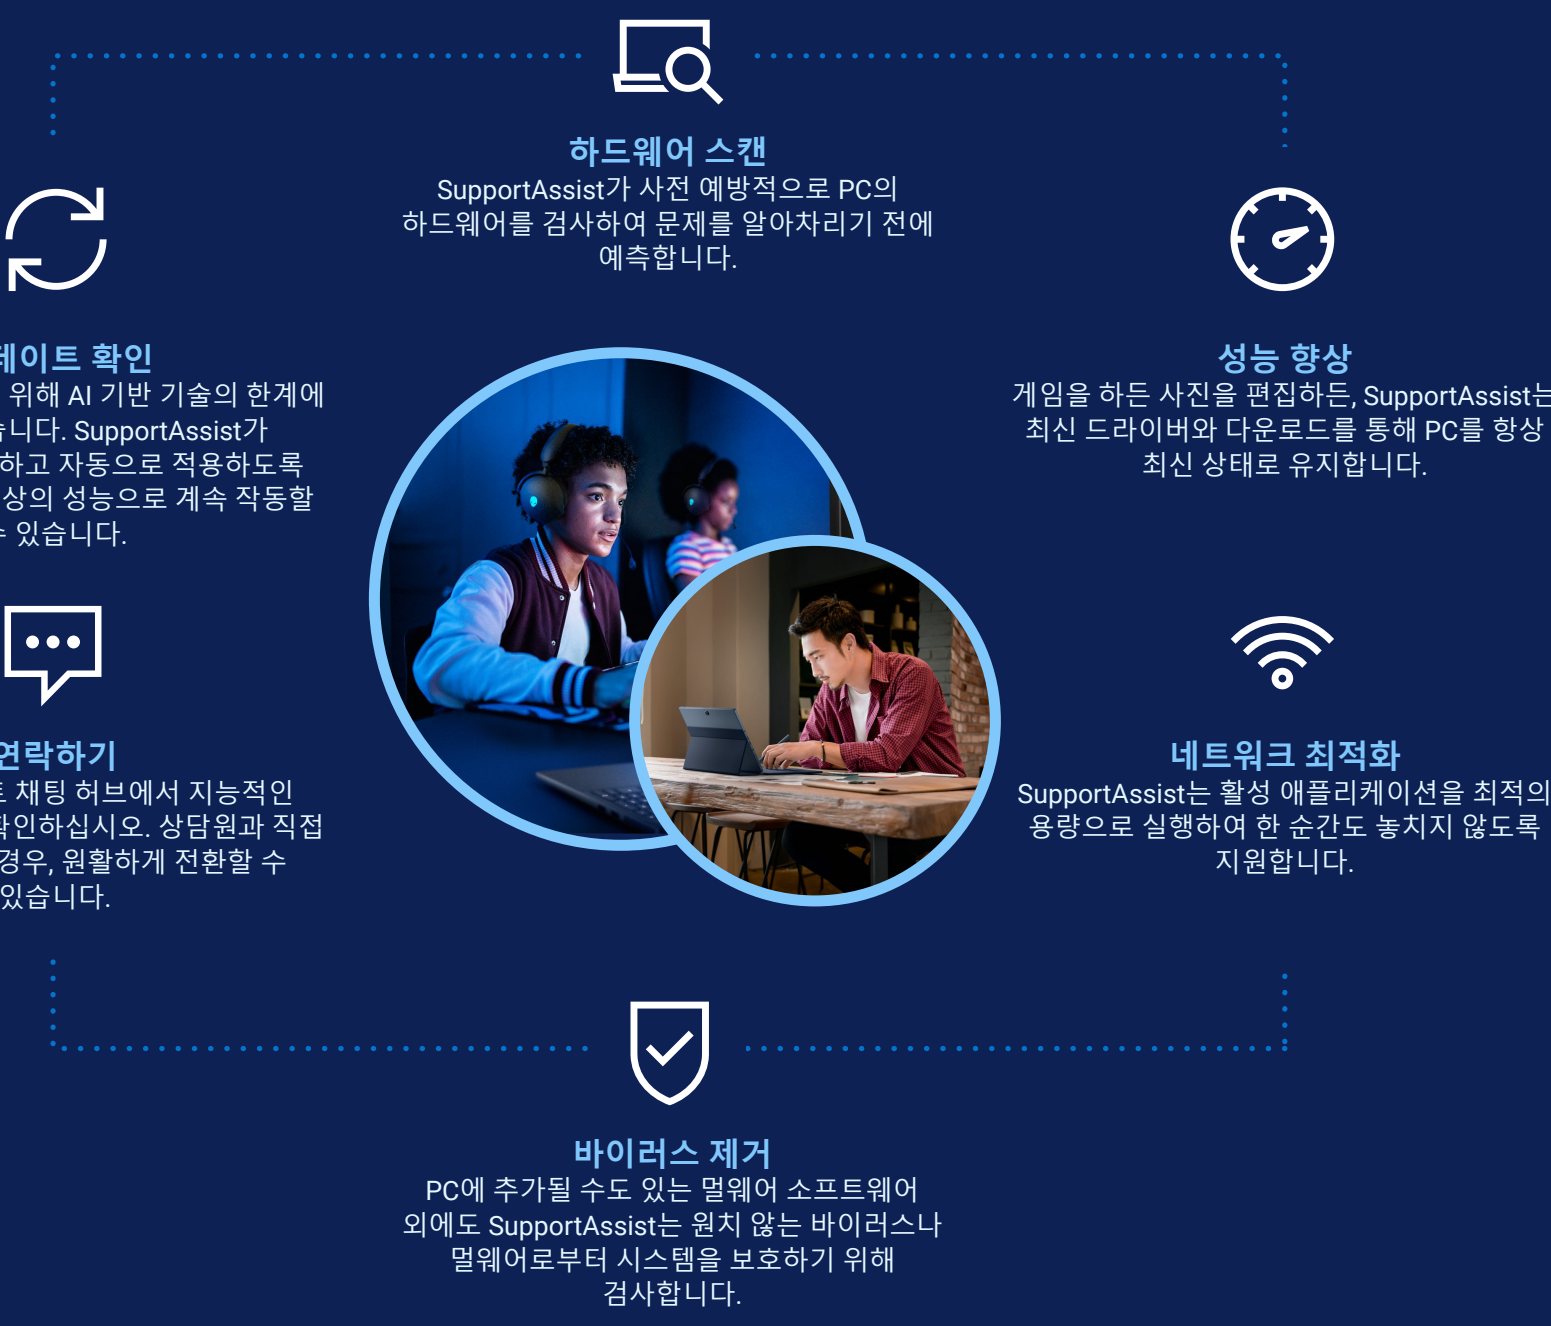 하드웨어 스캔
SupportAssist가 사전 예방적으로 PC의
하드웨어를 검사하여 문제를 알아차리기 전에
예측합니다.
확인
위해 AI 기반 기술의 한계에
SupportAssist가
자동으로 적용하도록
성능으로 계속 작동할
있습니다.
성능 향상
게임을 하든 사진을 편집하든, SupportAssist는
최신 드라이버와 다운로드를 통해 PC를 항상
최신 상태로 유지합니다.
연락하기
채팅 허브에서 지능적인
확인하십시오. 상담원과 직접
경우, 원활하게 전환할 수
있습니다.
네트워크 최적화
SupportAssist는 활성 애플리케이션을 최적의
용량으로 실행하여 한 순간도 놓치지 않도록
지원합니다.
바이러스 제거
PC에 추가될 수도 있는 멀웨어 소프트웨어
외에도 SupportAssist는 원치 않는 바이러스나
멀웨어로부터 시스템을 보호하기 위해
검사합니다.